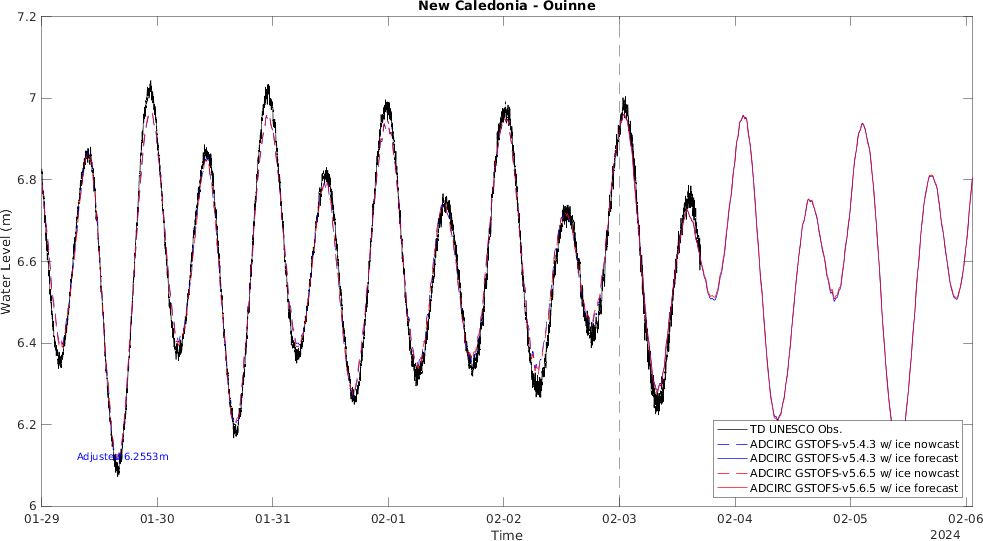 New Caledonia - Ouinne
7.2
7
6.8
6.6
6.4
6.2
6
Water Level (m)
Adjusted 6.2553m
TD UNESCO Obs.
ADCIRC GSTOFS-v5.4.3 w/ ice nowcast
ADCIRC GSTOFS-v5.4.3 w/ ice forecast
ADCIRC GSTOFS-v5.6.5 w/ ice nowcast
ADCIRC GSTOFS-v5.6.5 w/ ice forecast
01-29 01-30 01-31 02-01 02-02 02-03 02-04 02-05 02-06
Time
2024